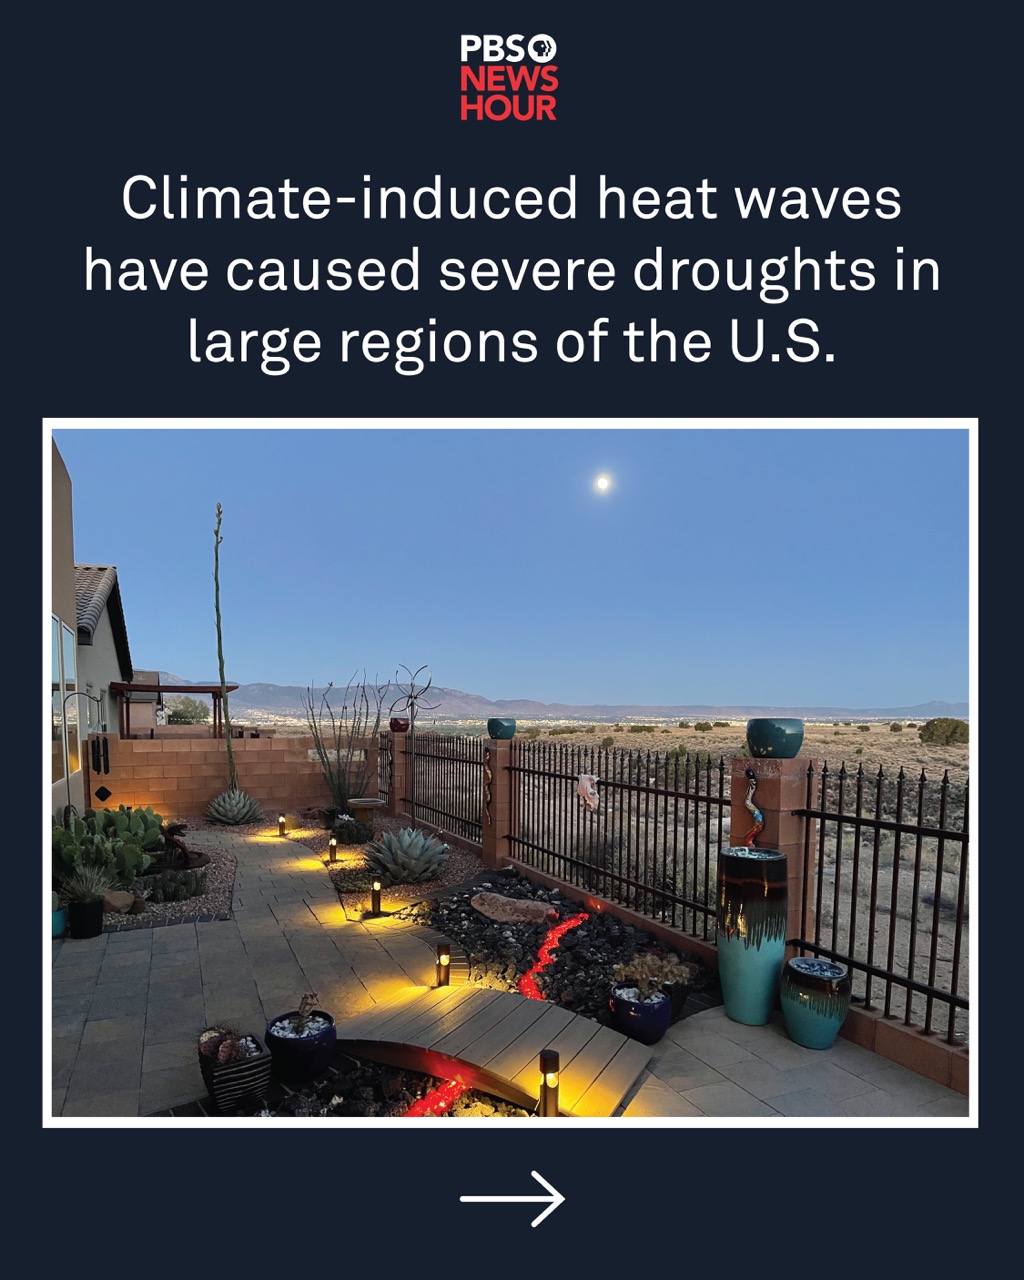 PBS
NEWS
HOUR
Climate-induced heat waves
have caused severe droughts in
large regions of the U.S.